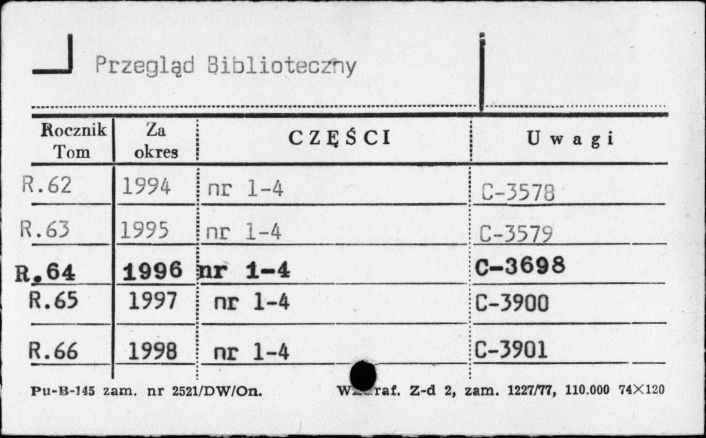 Przegląd Biblioteczny
Rocznik Tom Za okres CZĘŚCI Uwagi
R.62 1994 nr 1-4 C-3578
R.63 1995 nr 1-4 C-3579
R.64 1996 nr 1-4 C-3698
R.65 1997 nr 1-4 C-3900
R.66 1998 nr 1-4 C-3901
Pu-B-145 zam. nr 2521/DW/On. Z-d 2, zam. 1227/77, 110.000 74×120